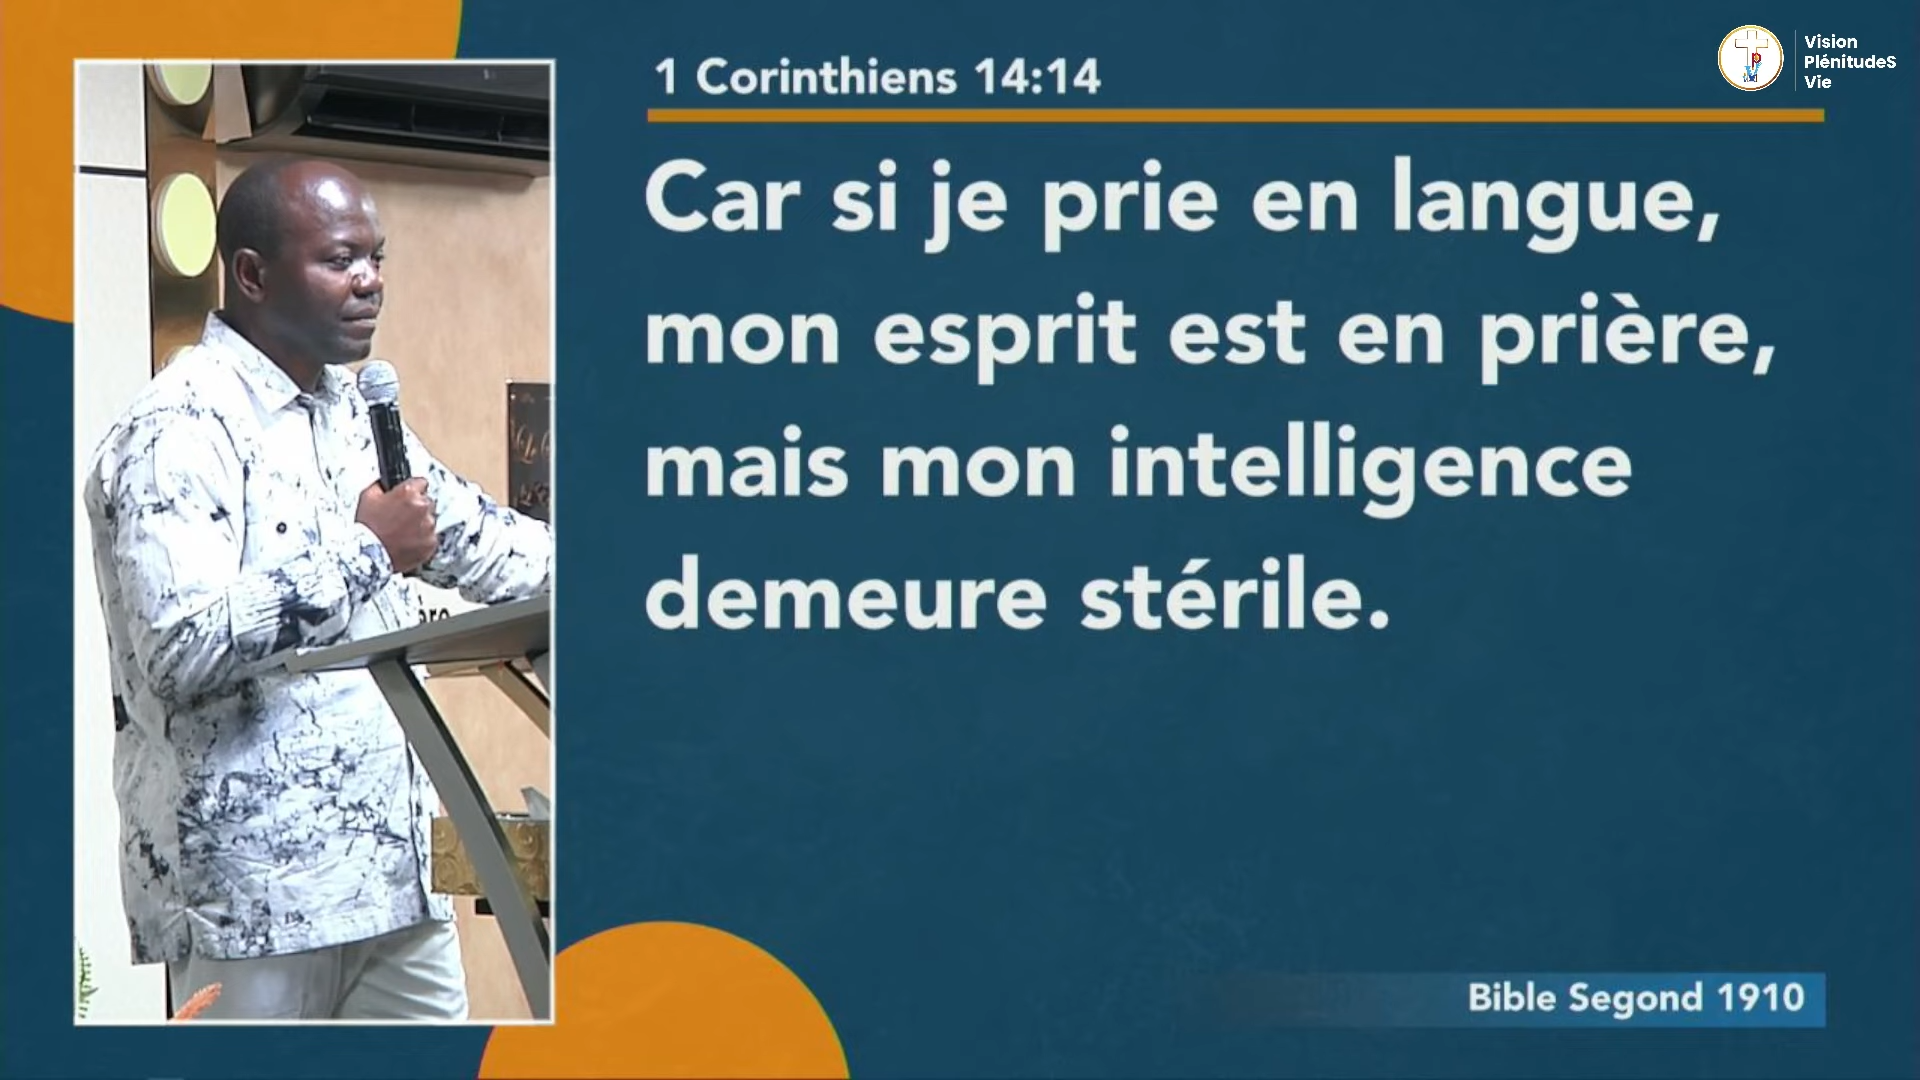 1 Corinthiens 14:14
Car si je prie en langue,
mon esprit est en prière,
mais mon intelligence
demeure stérile.
Bible Segond 1910
Vision
PlénitudeS
Vie